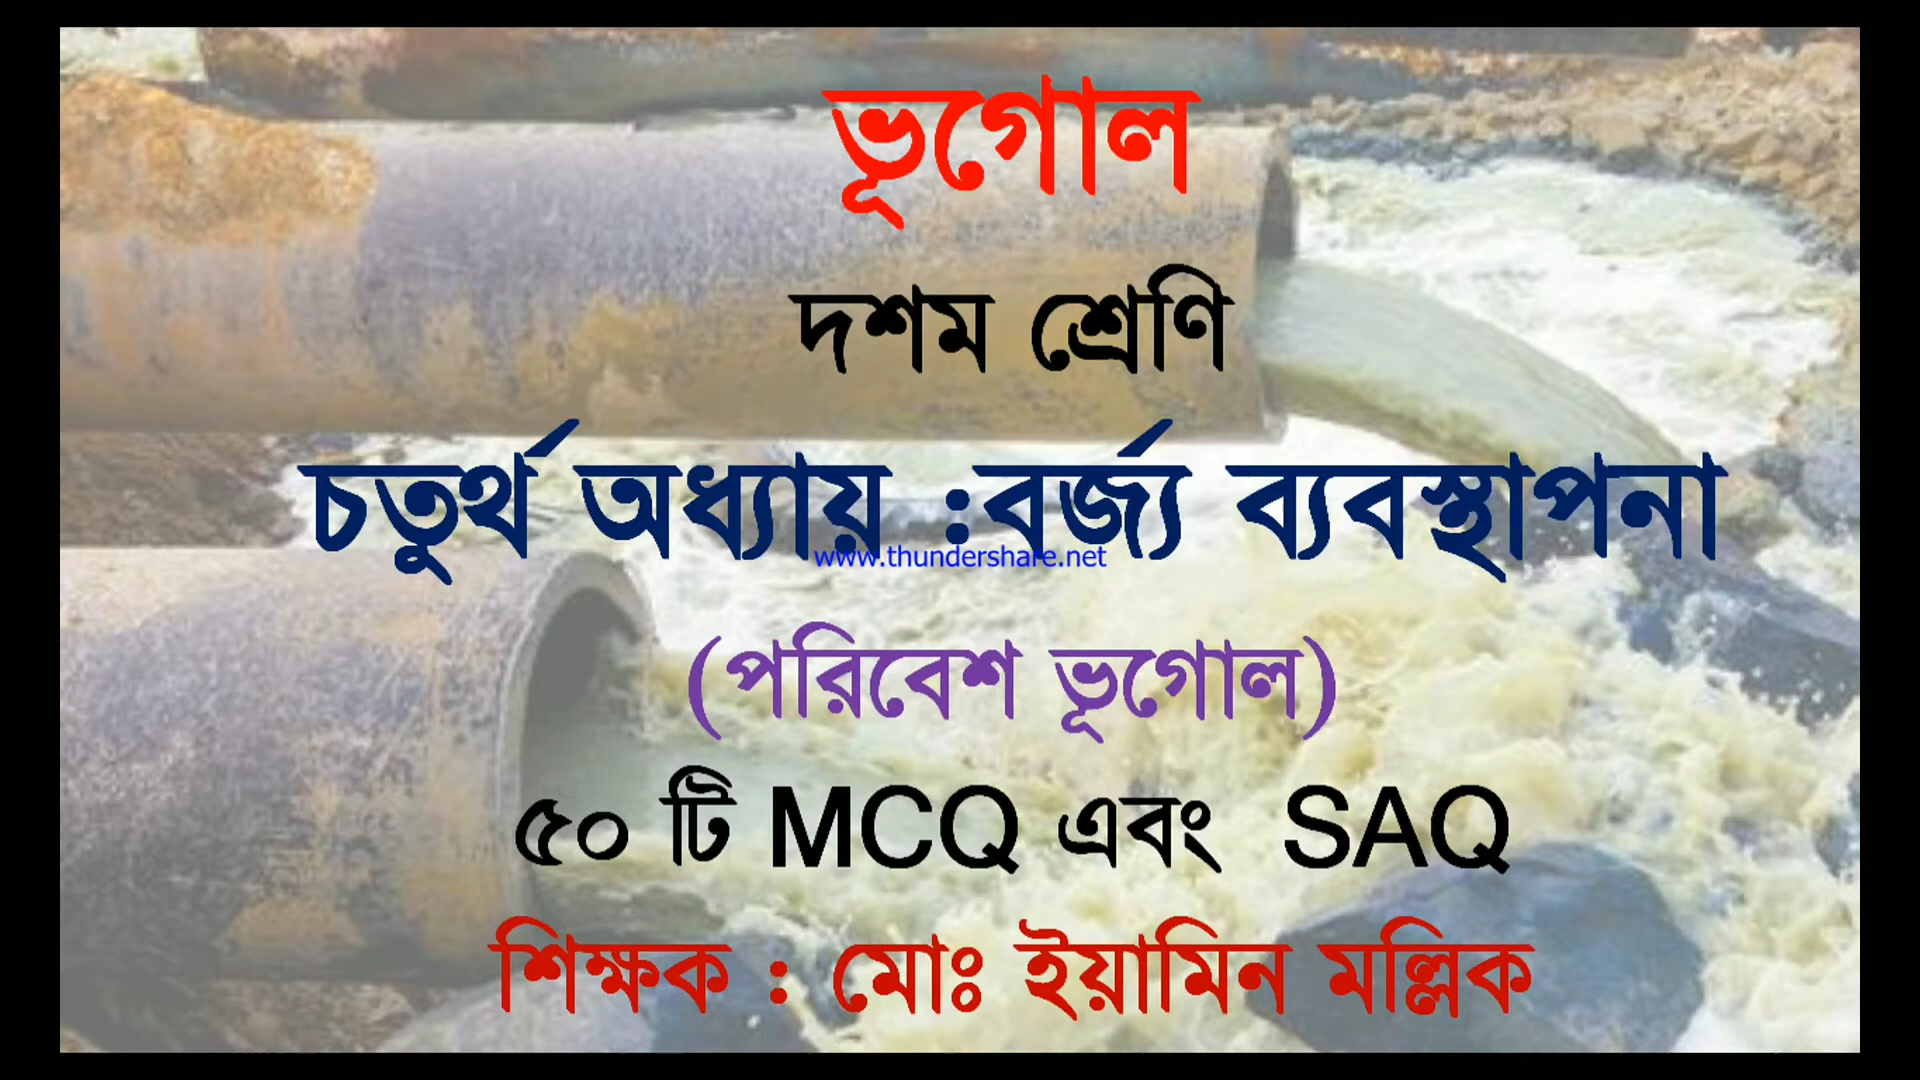 ভূগোল
দশম শ্রেণি
চতুর্থ অধ্যায় :বর্জ্য ব্যবস্থাপনা
www.thundershare.net
(পরিবেশ ভূগোল)
৫০ টি MCQ এবং SAQ
শিক্ষক : মোঃ ইয়ামিন মল্লিক